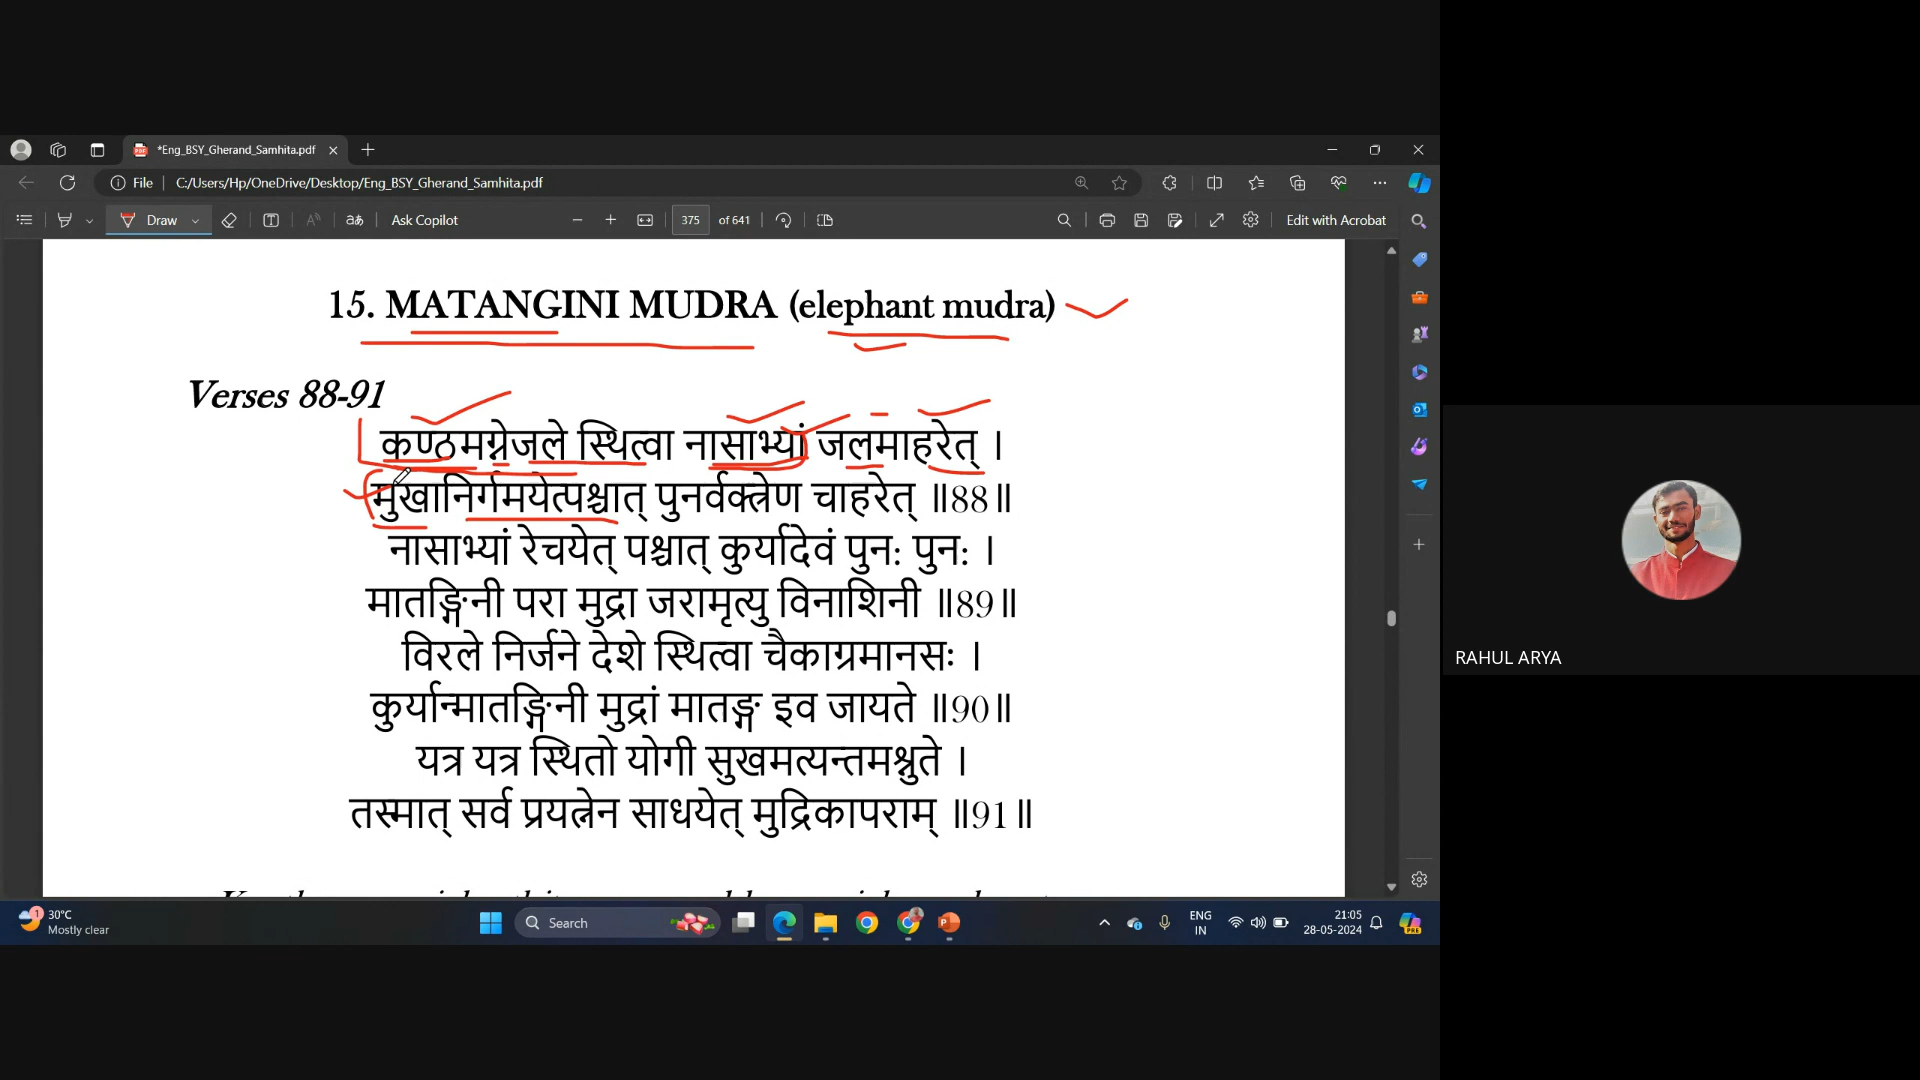 *Eng_BSY_Gherand_Samhita.pdf
File C:/Users/Hp/OneDrive/Desktop/Eng_BSY_Gherand_Samhita.pdf
Draw aあ Ask Copilot 375 of 641 Edit with Acrobat
15. MATANGINI MUDRA (elephant mudra)
Verses 88-91
कण्ठमग्नेजले स्थित्वा नासाभ्यां जलमाहरेत् ।
मुखानिर्गमयेत्पश्चात् पुनर्वक्त्रेण चाहरेत् ॥88॥
नासाभ्यां रेचयेत् पश्चात् कुर्यादेवं पुनः पुनः ।
मातङ्गिनी परा मुद्रा जरामृत्यु विनाशिनी ॥89॥
विरले निर्जने देशे स्थित्वा चैकाग्रमानसः ।
कुर्यान्मातङ्गिनी मुद्रां मातङ्ग इव जायते ॥90॥
यत्र यत्र स्थितो योगी सुखमत्यन्तमश्नुते ।
तस्मात् सर्व प्रयत्नेन साधयेत् मुद्रिकापराम् ॥91॥
RAHUL ARYA
1 30°C
Mostly clear
Search
ENG
IN
21:05
28-05-2024
PRE